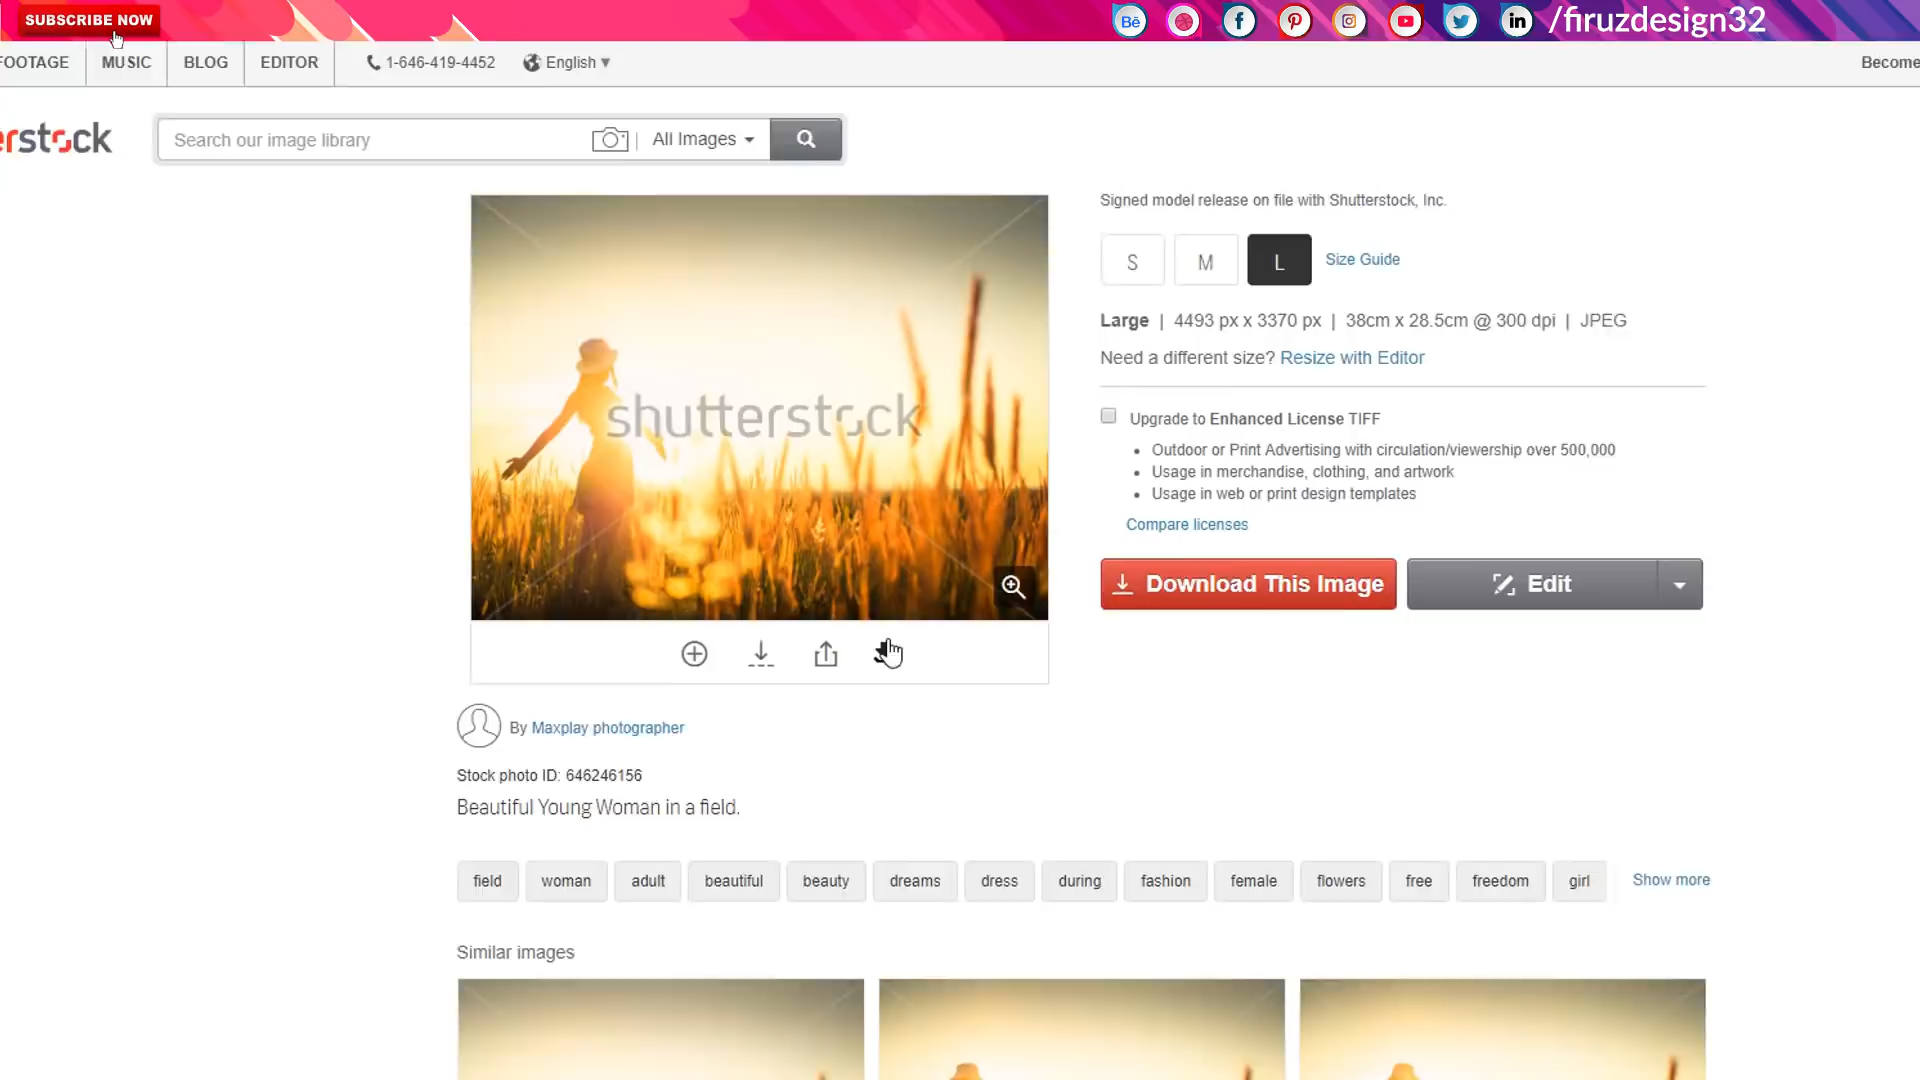 SUBSCRIBE NOW
Bē
/firuzdesign32
FOOTAGE MUSIC BLOG EDITOR 1-646-419-4452 English Become
erstock
Search our image library All Images
Signed model release on file with Shutterstock, Inc.
S M L Size Guide
Large | 4493 px x 3370 px | 38cm x 28.5cm @ 300 dpi | JPEG
Need a different size? Resize with Editor
shutterstock
Upgrade to Enhanced License TIFF
• Outdoor or Print Advertising with circulation/viewership over 500,000
• Usage in merchandise, clothing, and artwork
• Usage in web or print design templates
Compare licenses
Download This Image Edit
By Maxplay photographer
Stock photo ID: 646246156
Beautiful Young Woman in a field.
field woman adult beautiful beauty dreams dress during fashion female flowers free freedom girl Show more
Similar images